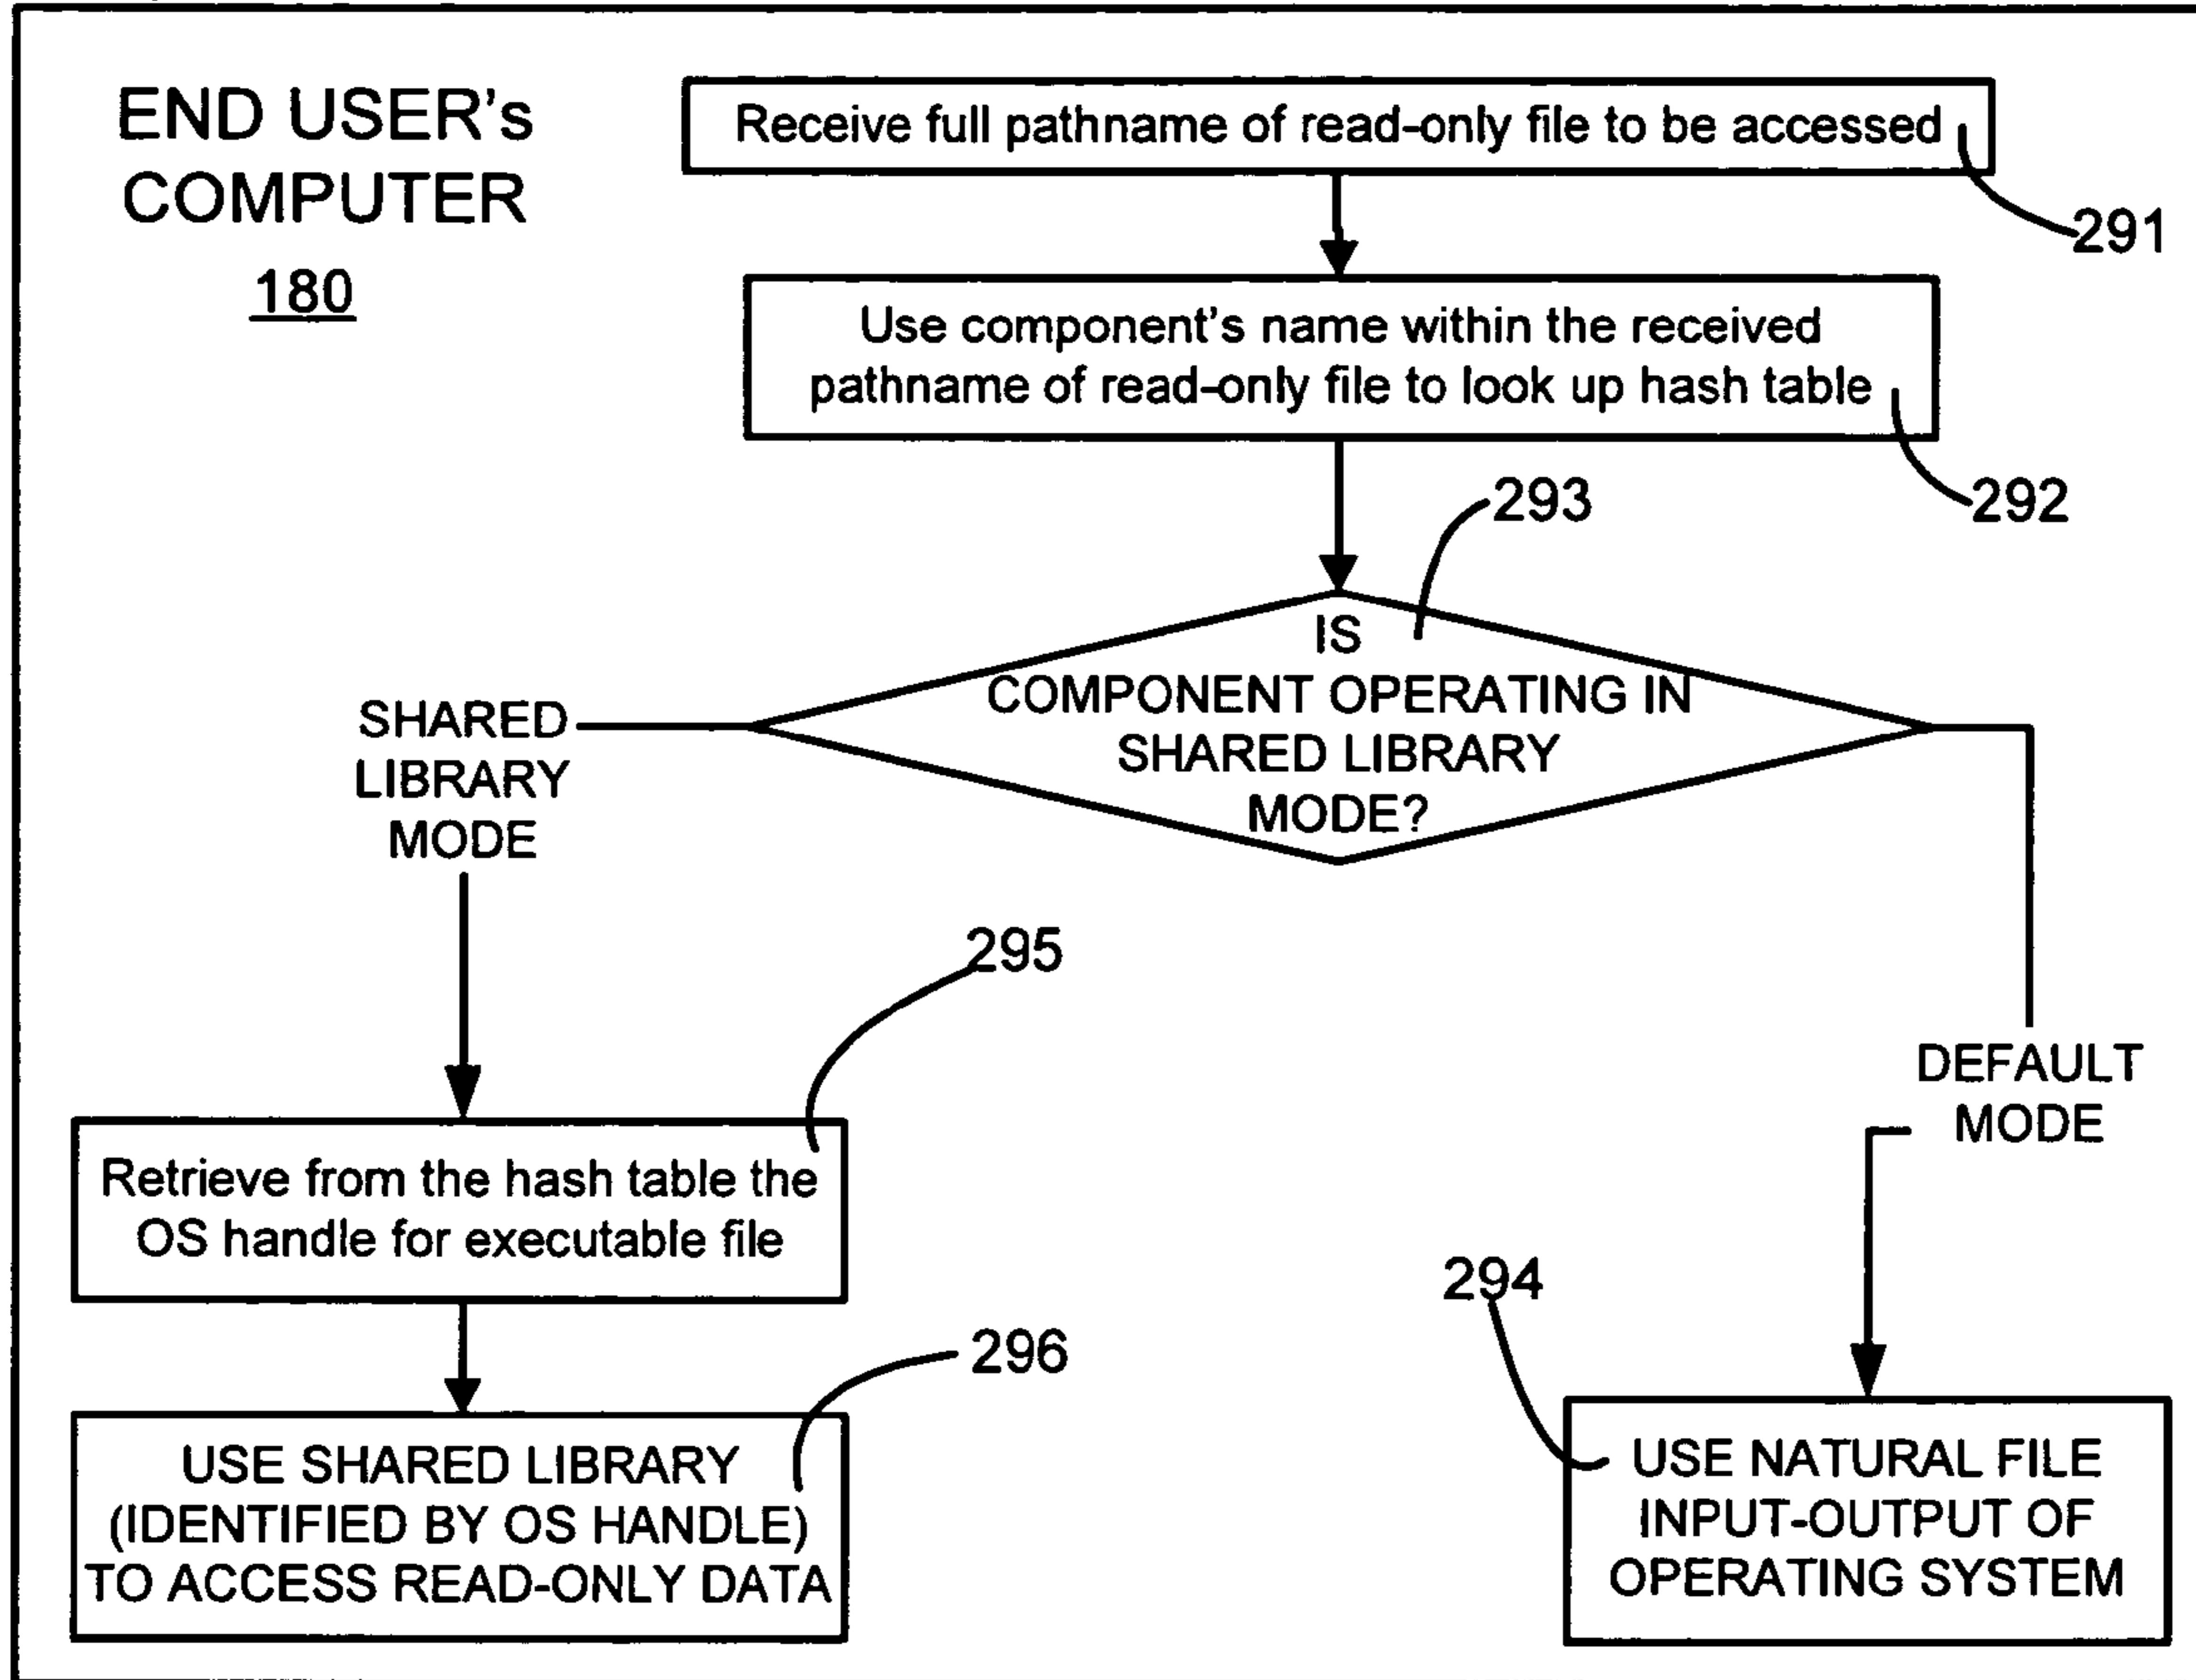 END USER's
COMPUTER
180
Receive full pathname of read-only file to be accessed
291
Use component's name within the received
pathname of read-only file to look up hash table
292
293
IS
COMPONENT OPERATING IN
SHARED LIBRARY
MODE?
SHARED
LIBRARY
MODE
295
DEFAULT
MODE
Retrieve from the hash table the
OS handle for executable file
294
296
USE SHARED LIBRARY
(IDENTIFIED BY OS HANDLE)
TO ACCESS READ-ONLY DATA
USE NATURAL FILE
INPUT-OUTPUT OF
OPERATING SYSTEM